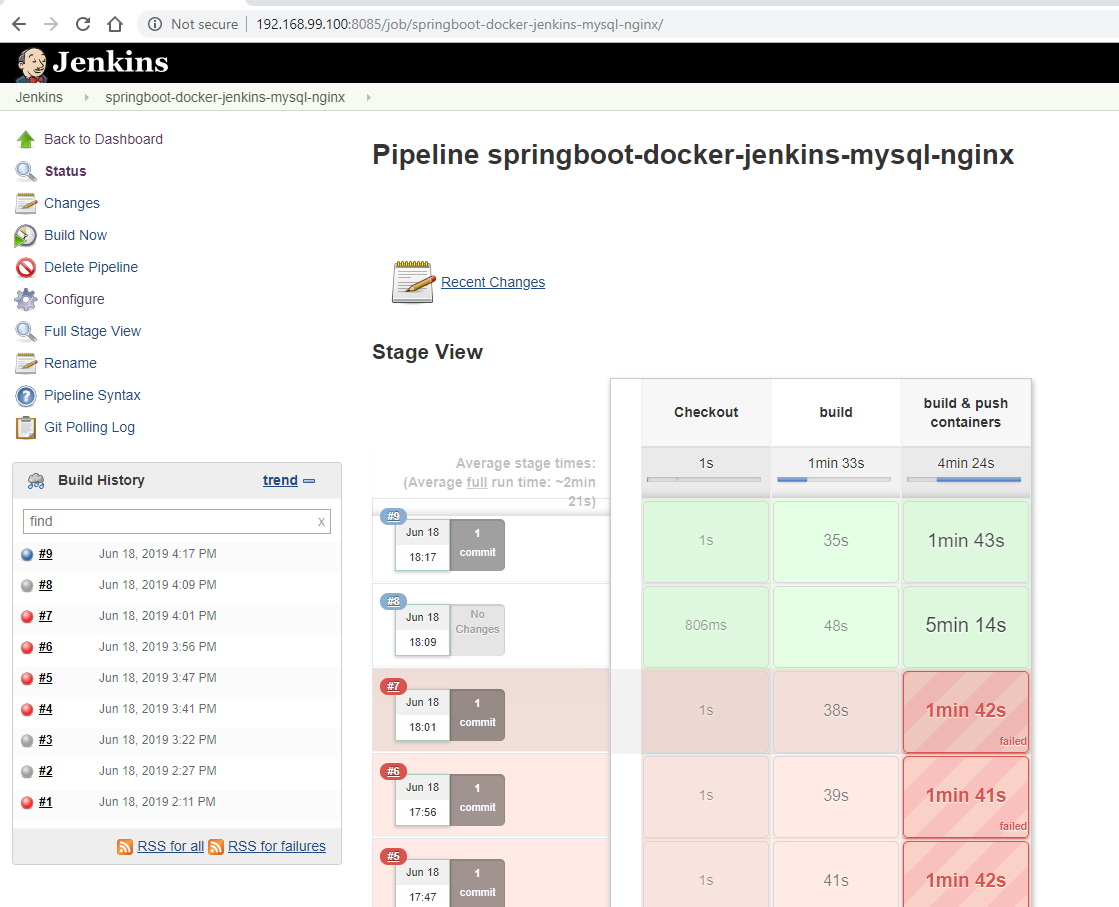 Not secure | 192.168.99.100:8085/job/springboot-docker-jenkins-mysql-nginx/
Jenkins
Jenkins springboot-docker-jenkins-mysql-nginx
Back to Dashboard
Status
Changes
Build Now
Delete Pipeline
Configure
Full Stage View
Rename
Pipeline Syntax
Git Polling Log
Build History trend
find x
#9 Jun 18, 2019 4:17 PM
#8 Jun 18, 2019 4:09 PM
#7 Jun 18, 2019 4:01 PM
#6 Jun 18, 2019 3:56 PM
#5 Jun 18, 2019 3:47 PM
#4 Jun 18, 2019 3:41 PM
#3 Jun 18, 2019 3:22 PM
#2 Jun 18, 2019 2:27 PM
#1 Jun 18, 2019 2:11 PM
RSS for all RSS for failures
Pipeline springboot-docker-jenkins-mysql-nginx
Recent Changes
Stage View
Checkout build build & push
containers
Average stage times:
(Average full run time: ~2min
21s)
1s 1min 33s 4min 24s
#9
Jun 18
18:17
1
commit
1s 35s 1min 43s
#8
Jun 18
18:09
No
Changes
806ms 48s 5min 14s
#7
Jun 18
18:01
1
commit
1s 38s 1min 42s
failed
#6
Jun 18
17:56
1
commit
1s 39s 1min 41s
failed
#5
Jun 18
17:47
1
commit
1s 41s 1min 42s